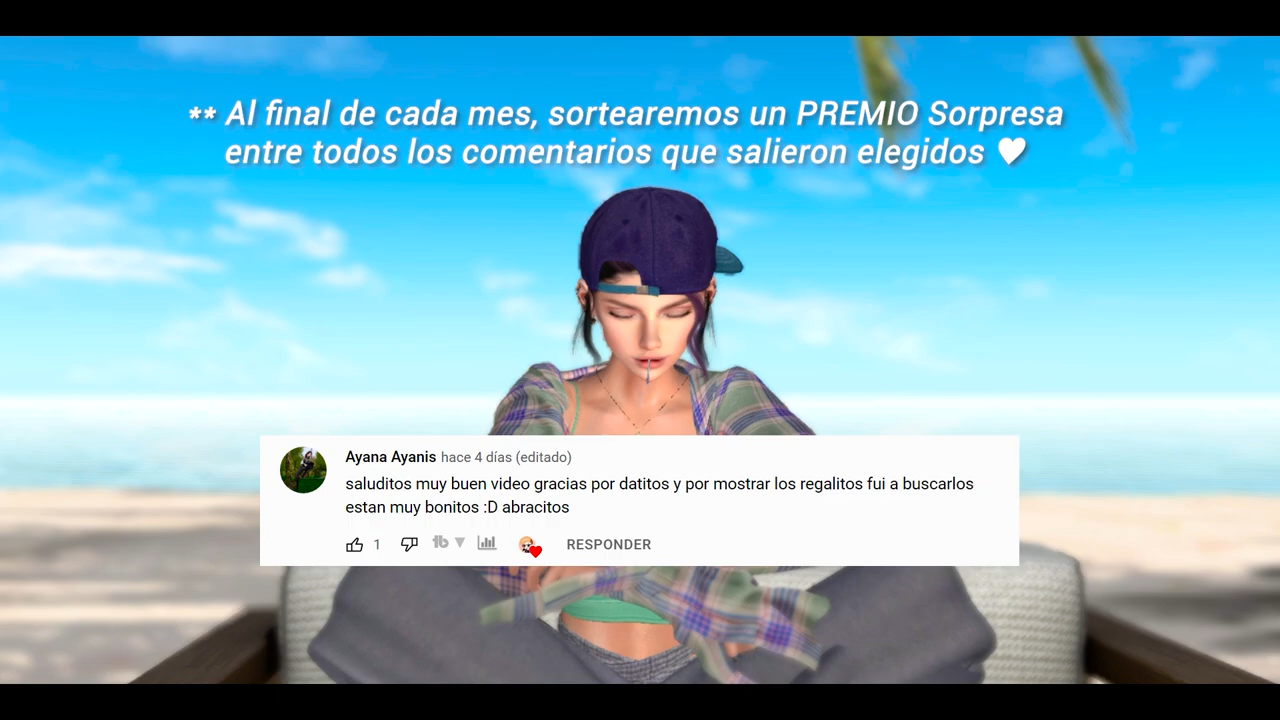 ** Al final de cada mes, sortearemos un PREMIO Sorpresa
entre todos los comentarios que salieron elegidos ♥
Ayana Ayanis hace 4 días (editado)
saluditos muy buen video gracias por datitos y por mostrar los regalitos fui a buscarlos
estan muy bonitos :D abracitos
1 tb ▼ RESPONDER